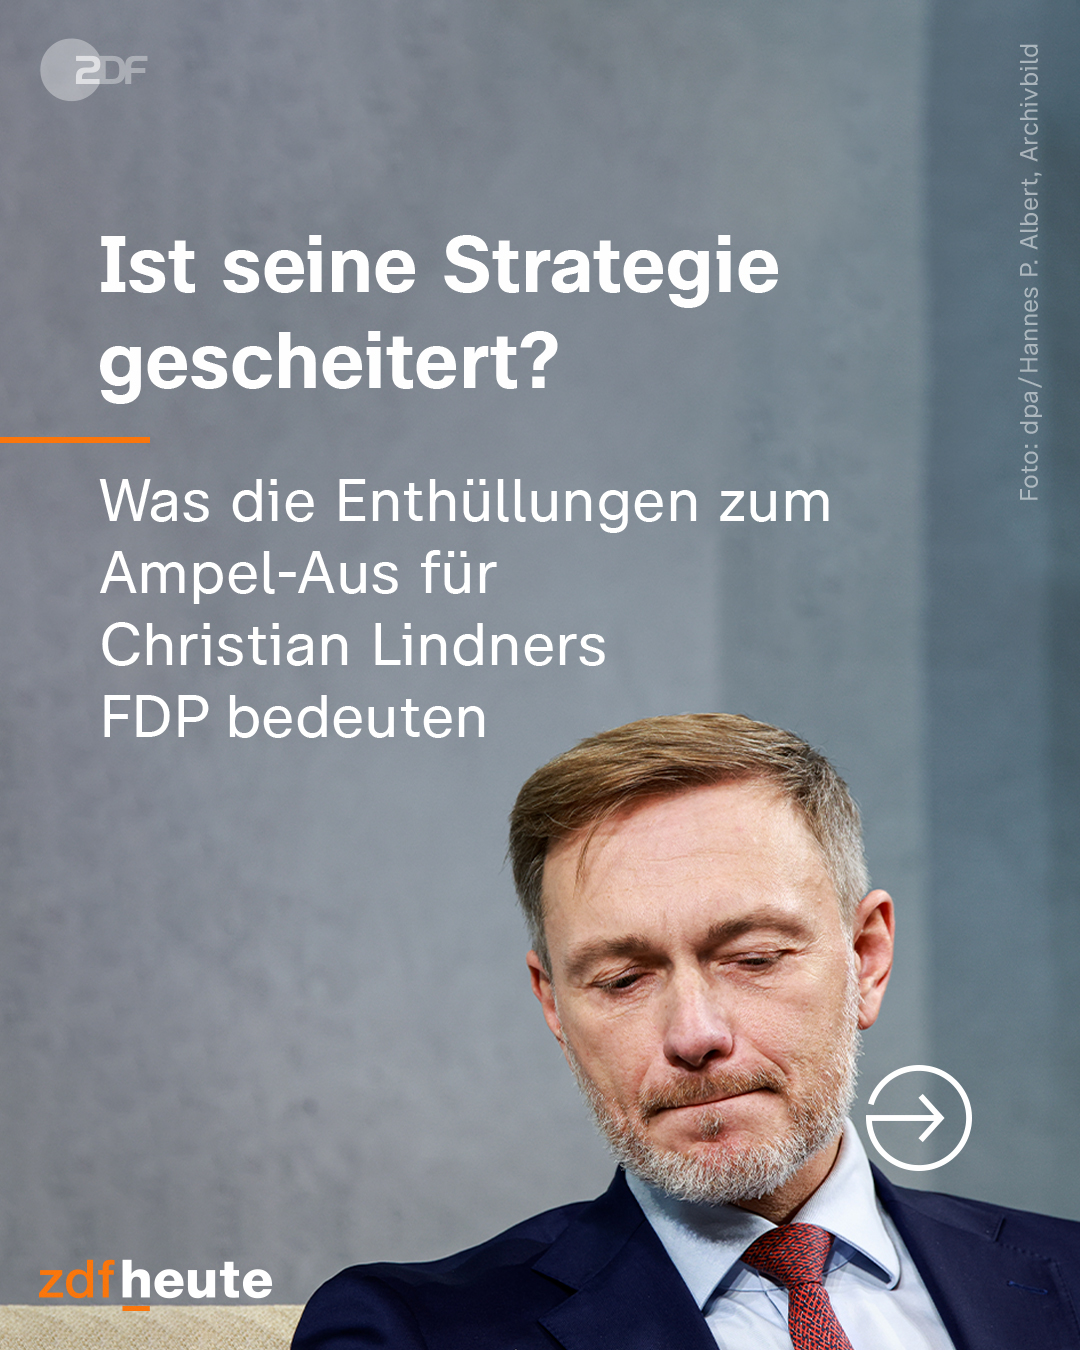 ZDF
Foto: dpa/Hannes P. Albert, Archivbild
Ist seine Strategie
gescheitert?
Was die Enthüllungen zum
Ampel-Aus für
Christian Lindners
FDP bedeuten
zdfheute